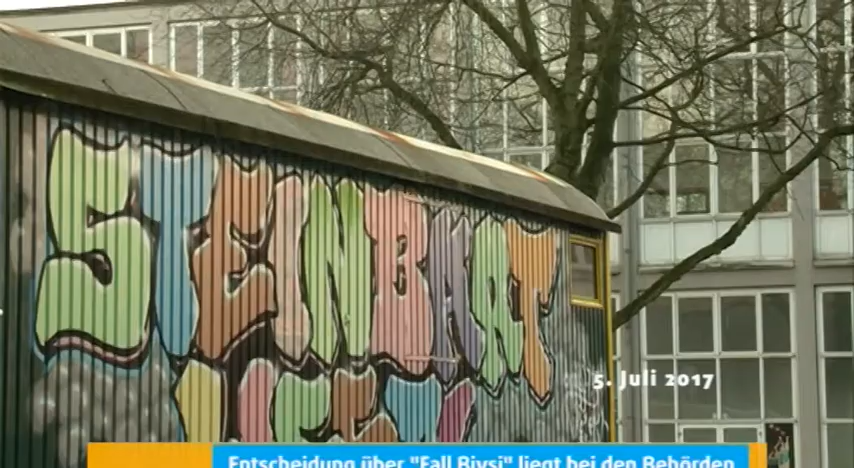 STEINBART
5. Juli 2017
Entscheidung über "Fall Bivsi" liegt bei den Behörden